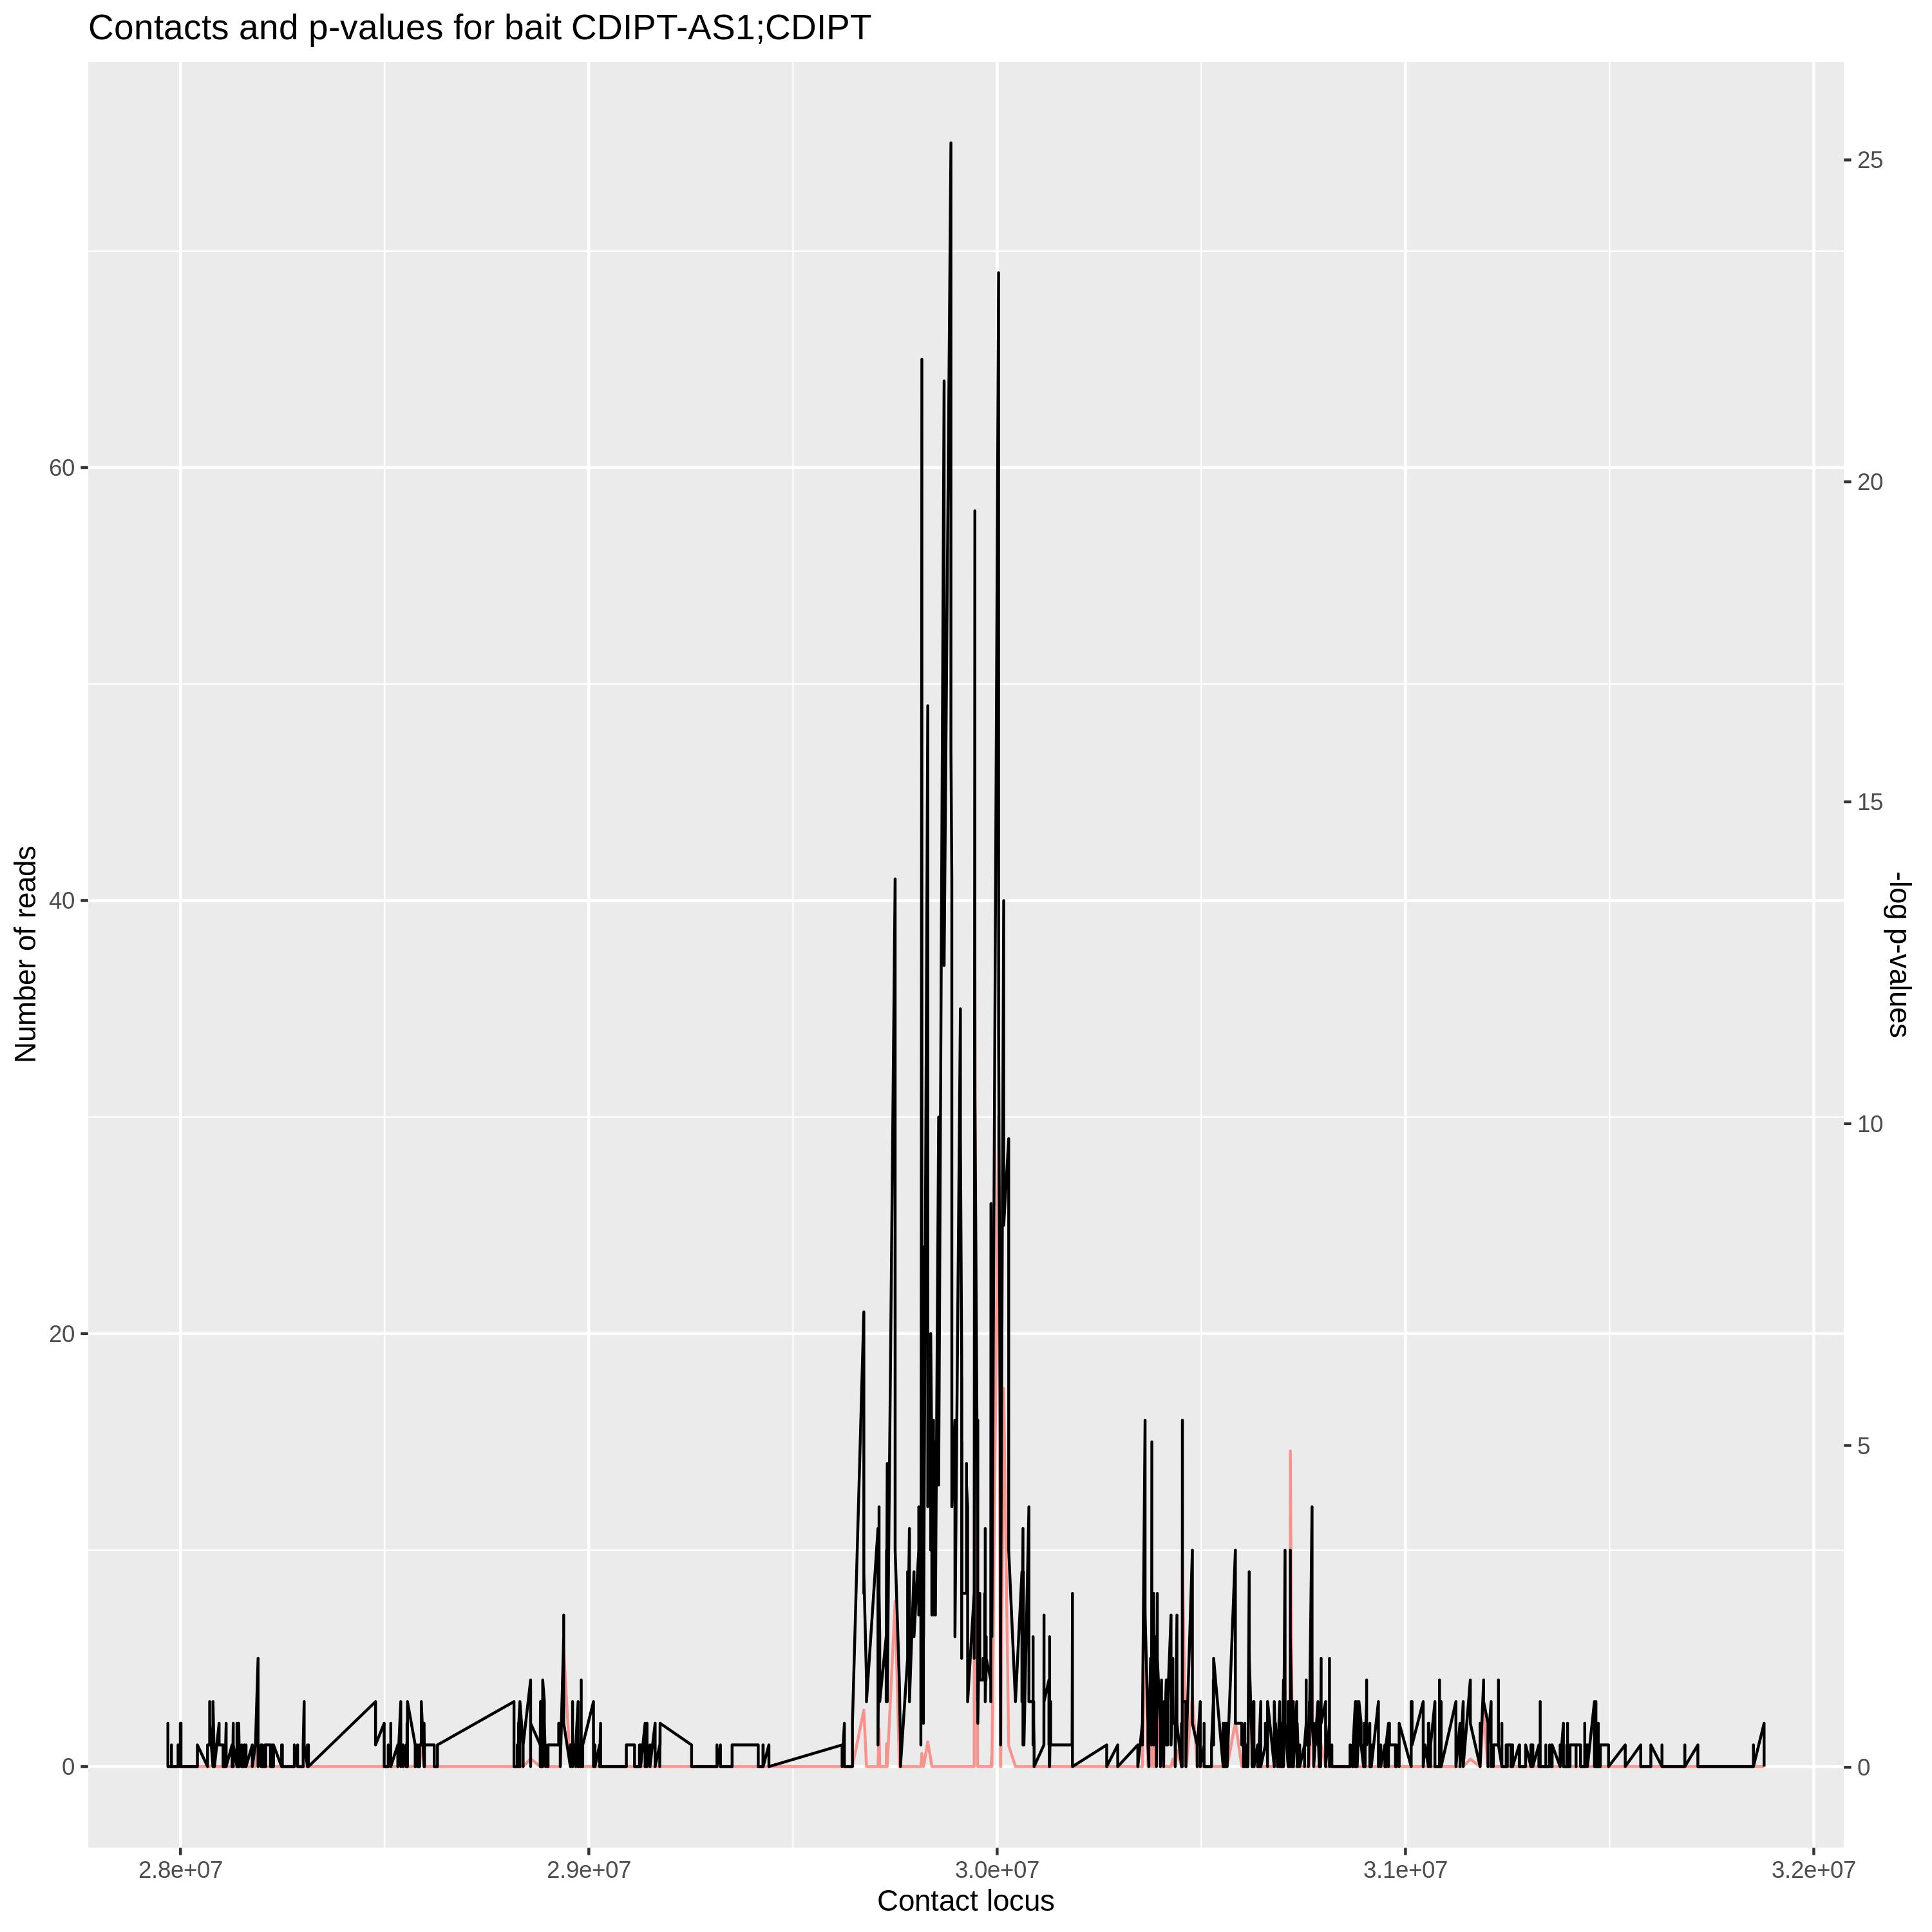 Contacts and p-values for bait CDIPT-AS1;CDIPT
Number of reads
60
40
20
0
25
20
15
10
5
0
-log p-values
2.8e+07
2.9e+07
3.0e+07
3.1e+07
3.2e+07
Contact locus